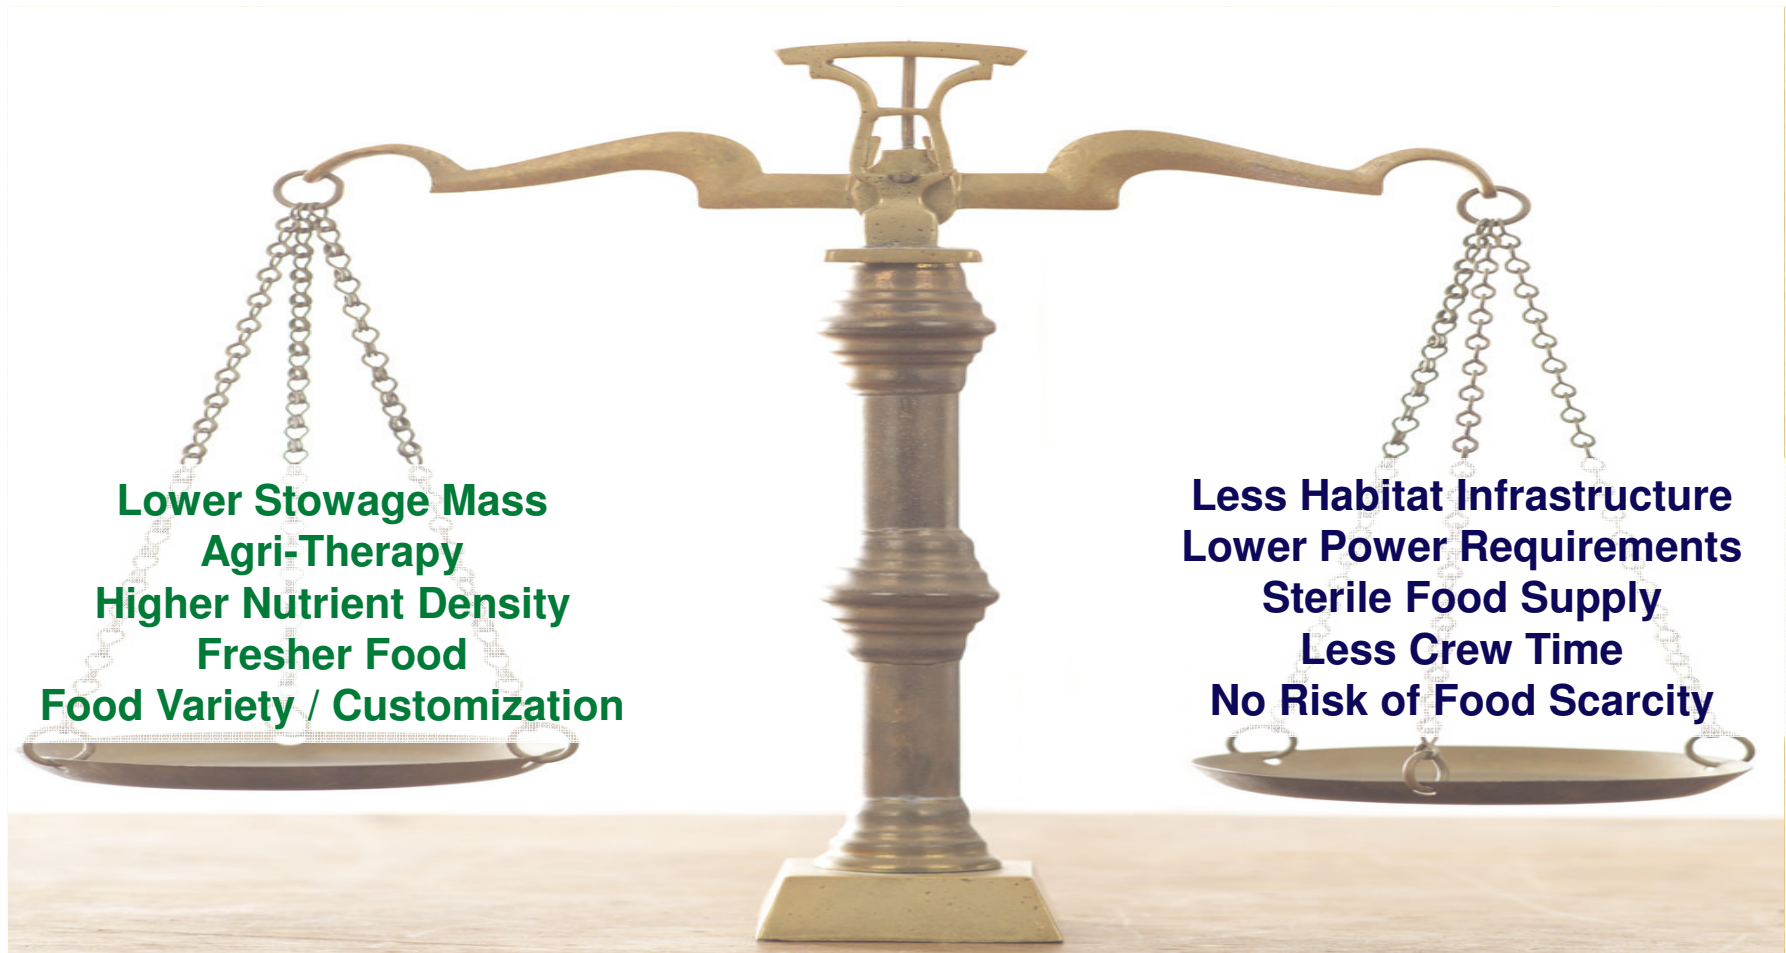 Lower Stowage Mass
Agri-Therapy
Higher Nutrient Density
Fresher Food
Food Variety / Customization
Less Habitat Infrastructure
Lower Power Requirements
Sterile Food Supply
Less Crew Time
No Risk of Food Scarcity